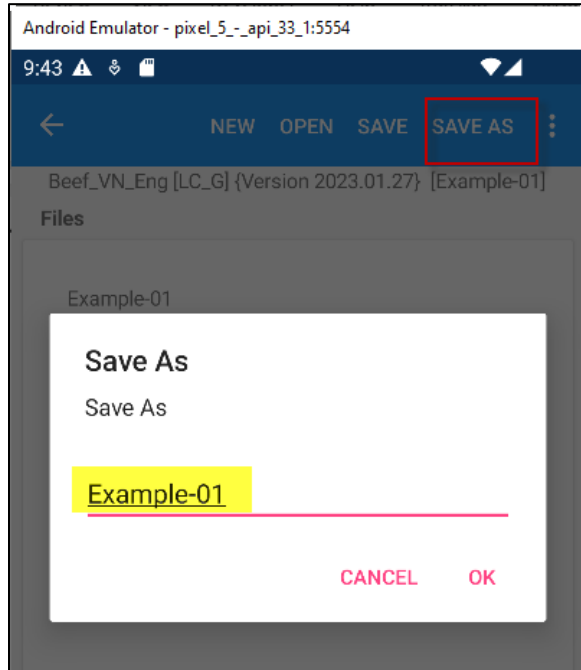 Android Emulator - pixel_5_-_api_33_1:5554
9:43
NEW OPEN SAVE SAVE AS
Beef_VN_Eng [LC_G] {Version 2023.01.27} [Example-01]
Files
Example-01
Save As
Save As
Example-01
CANCEL OK